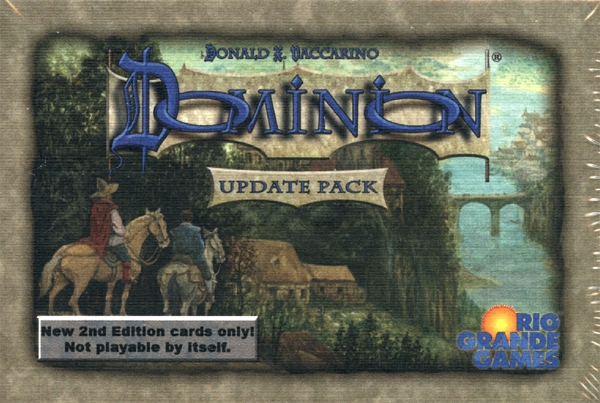 Donald X. Vaccarino
Dominion®
UPDATE PACK
New 2nd Edition cards only!
Not playable by itself.
RIO
GRANDE
GAMES